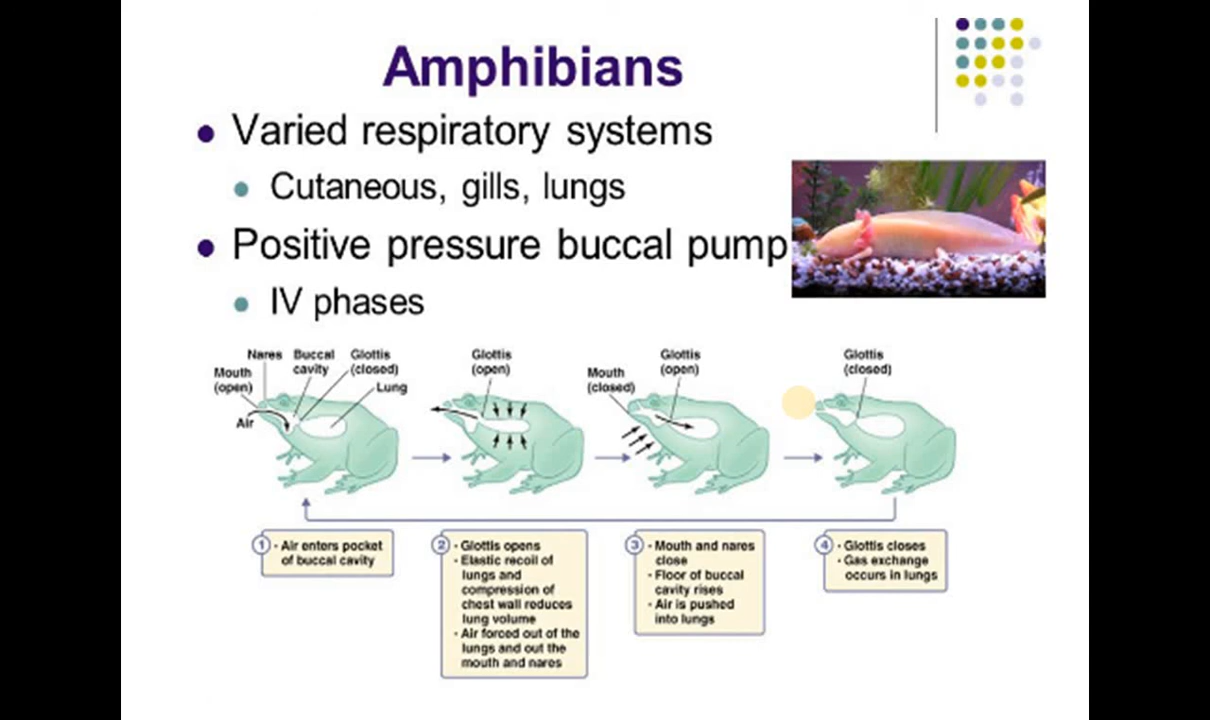 Amphibians
Varied respiratory systems
Cutaneous, gills, lungs
Positive pressure buccal pump
IV phases
Nares
Buccal
cavity
Glottis
(closed)
Mouth
(open)
Lung
Air
Glottis
(open)
Mouth
(closed)
Glottis
(open)
Glottis
(closed)
1 · Air enters pocket
of buccal cavity
2 · Glottis opens
· Elastic recoil of
lungs and
compression of
chest wall reduces
lung volume
· Air forced out of the
lungs and out the
mouth and nares
3 · Mouth and nares
close
· Floor of buccal
cavity rises
· Air is pushed
into lungs
4 · Glottis closes
· Gas exchange
occurs in lungs